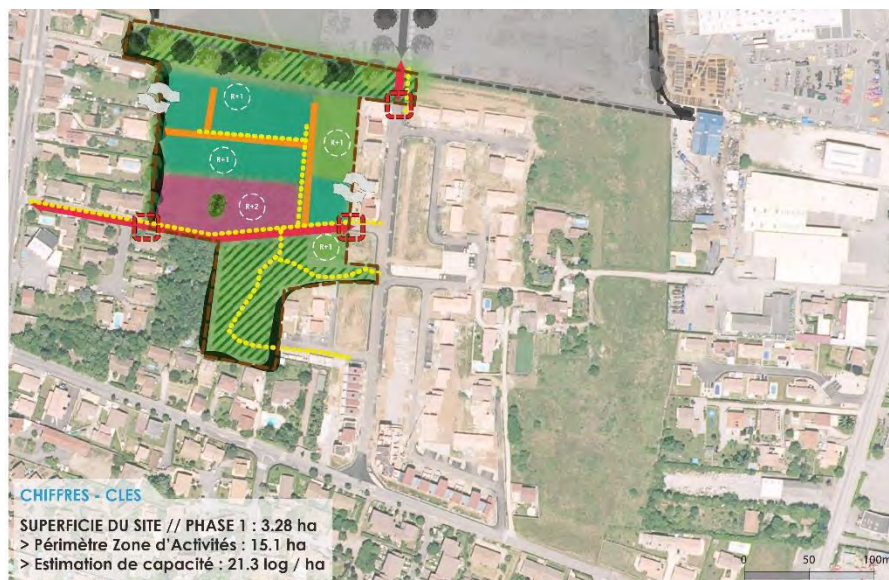 R+1
R+1
R+1
R+2
R+1
CHIFFRES - CLES
SUPERFICIE DU SITE // PHASE 1 : 3.28 ha
> Périmètre Zone d'Activités : 15.1 ha
> Estimation de capacité : 21.3 log / ha
0 50 100m